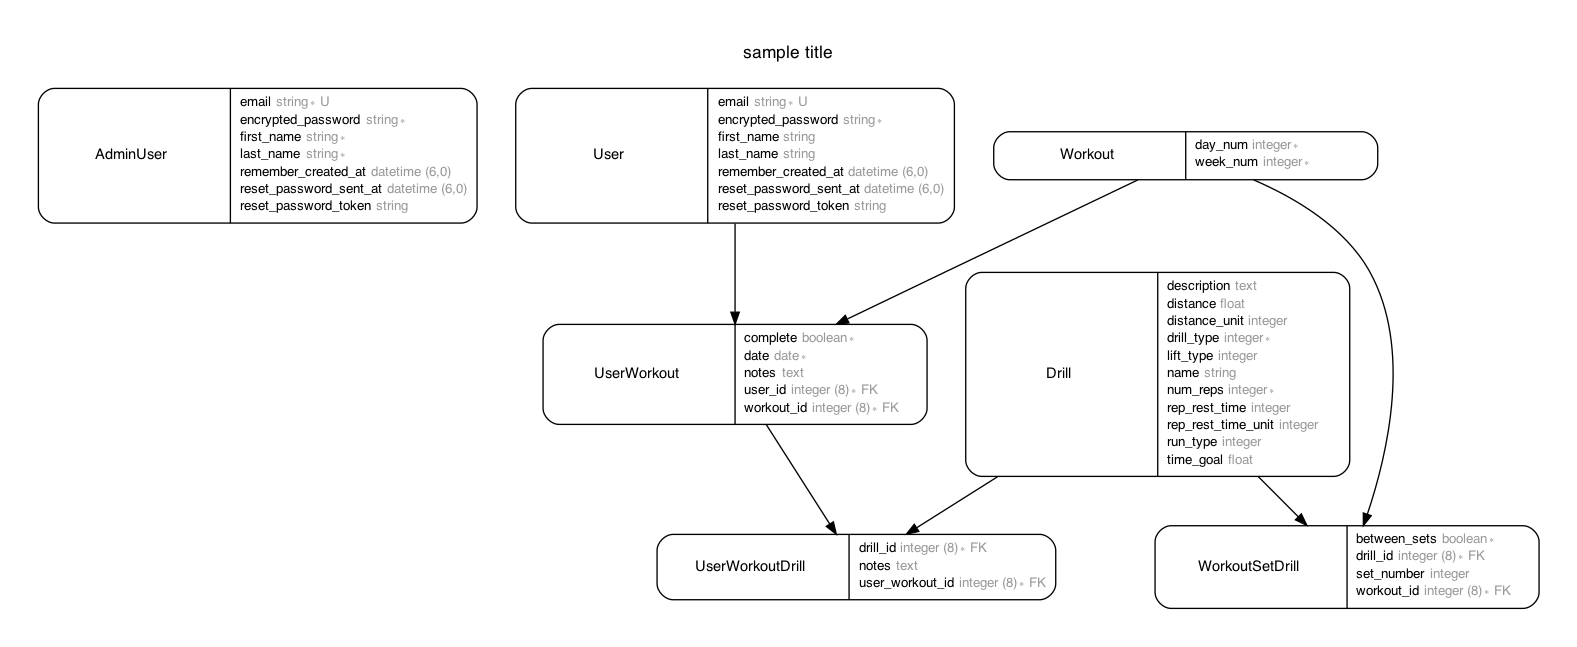 sample title
AdminUser
email string∗ U
encrypted_password string∗
first_name string∗
last_name string∗
remember_created_at datetime (6,0)
reset_password_sent_at datetime (6,0)
reset_password_token string
User
email string∗ U
encrypted_password string∗
first_name string
last_name string
remember_created_at datetime (6,0)
reset_password_sent_at datetime (6,0)
reset_password_token string
Workout
day_num integer∗
week_num integer∗
UserWorkout
complete boolean∗
date date∗
notes text
user_id integer (8)∗ FK
workout_id integer (8)∗ FK
Drill
description text
distance float
distance_unit integer
drill_type integer∗
lift_type integer
name string
num_reps integer∗
rep_rest_time integer
rep_rest_time_unit integer
run_type integer
time_goal float
UserWorkoutDrill
drill_id integer (8)∗ FK
notes text
user_workout_id integer (8)∗ FK
WorkoutSetDrill
between_sets boolean∗
drill_id integer (8)∗ FK
set_number integer
workout_id integer (8)∗ FK